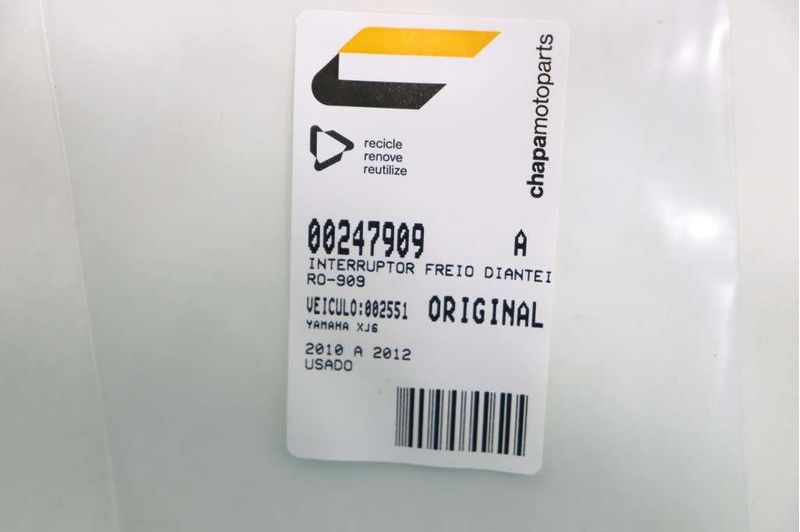 chapamotoparts
recicle
renove
reutilize
00247909 A
INTERRUPTOR FREIO DIANTEI
RO-909
VEICULO:002551 ORIGINAL
YAMAHA XJ6
2010 A 2012
USADO